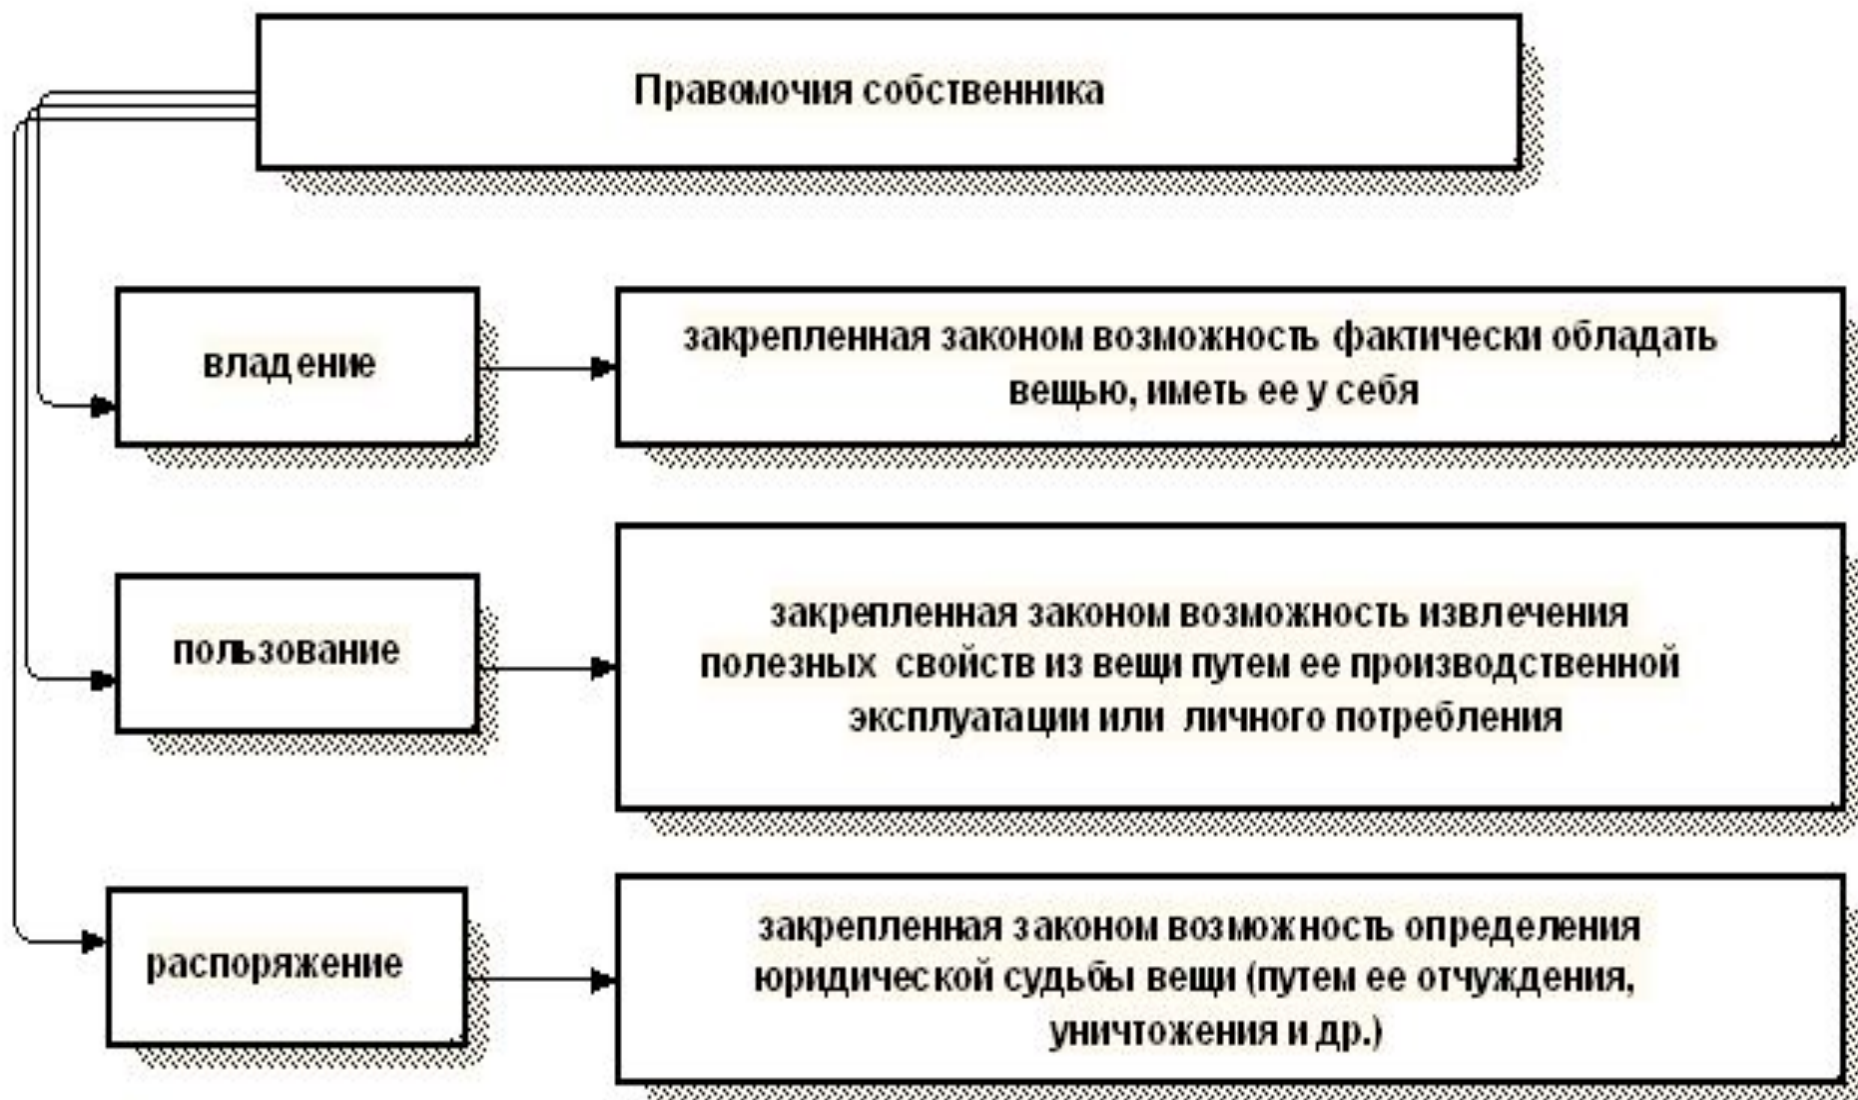 Правомочия собственника
владение
закрепленная законом возможность фактически обладать
вещью, иметь ее у себя
пользование
закрепленная законом возможность извлечения
полезных свойств из вещи путем ее производственной
эксплуатации или личного потребления
распоряжение
закрепленная законом возможность определения
юридической судьбы вещи (путем ее отчуждения,
уничтожения и др.)